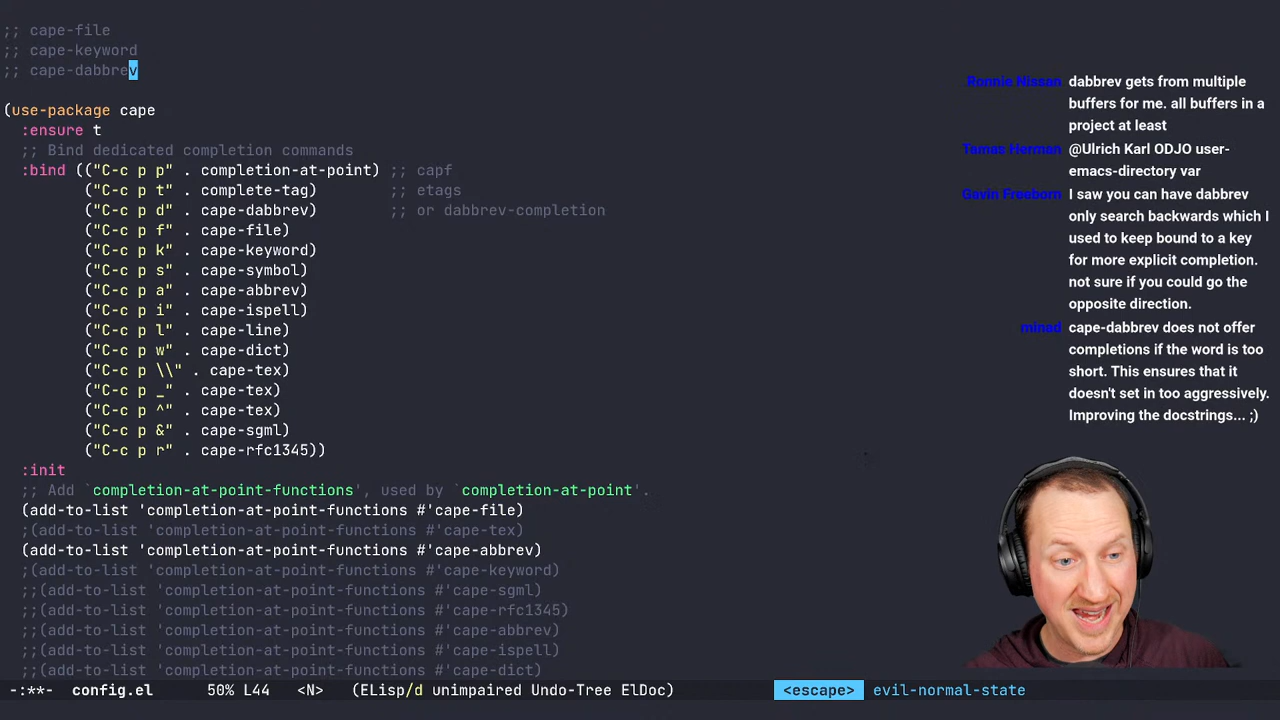 ;; cape-file
;; cape-keyword
;; cape-dabbrev
(use-package cape
:ensure t
;; Bind dedicated completion commands
:bind (("C-c p p" . completion-at-point) ;; capf
("C-c p t" . complete-tag)        ;; etags
("C-c p d" . cape-dabbrev)        ;; or dabbrev-completion
("C-c p f" . cape-file)
("C-c p k" . cape-keyword)
("C-c p s" . cape-symbol)
("C-c p a" . cape-abbrev)
("C-c p i" . cape-ispell)
("C-c p l" . cape-line)
("C-c p w" . cape-dict)
("C-c p \\" . cape-tex)
("C-c p _" . cape-tex)
("C-c p ^" . cape-tex)
("C-c p &" . cape-sgml)
("C-c p r" . cape-rfc1345))
:init
;; Add `completion-at-point-functions', used by `completion-at-point'.
(add-to-list 'completion-at-point-functions #'cape-file)
;(add-to-list 'completion-at-point-functions #'cape-tex)
(add-to-list 'completion-at-point-functions #'cape-abbrev)
;(add-to-list 'completion-at-point-functions #'cape-keyword)
;;(add-to-list 'completion-at-point-functions #'cape-sgml)
;;(add-to-list 'completion-at-point-functions #'cape-rfc1345)
;;(add-to-list 'completion-at-point-functions #'cape-abbrev)
;;(add-to-list 'completion-at-point-functions #'cape-ispell)
;;(add-to-list 'completion-at-point-functions #'cape-dict)
-:**- config.el 50% L44 <N> (ELisp/d unimpaired Undo-Tree ElDoc) <escape> evil-normal-state
Ronnie Nissan dabbrev gets from multiple
buffers for me. all buffers in a
project at least
Tamas Herman @Ulrich Karl ODJO user-
emacs-directory var
Gavin Freeborn I saw you can have dabbrev
only search backwards which I
used to keep bound to a key
for more explicit completion.
not sure if you could go the
opposite direction.
minad cape-dabbrev does not offer
completions if the word is too
short. This ensures that it
doesn't set in too aggressively.
Improving the docstrings... ;)